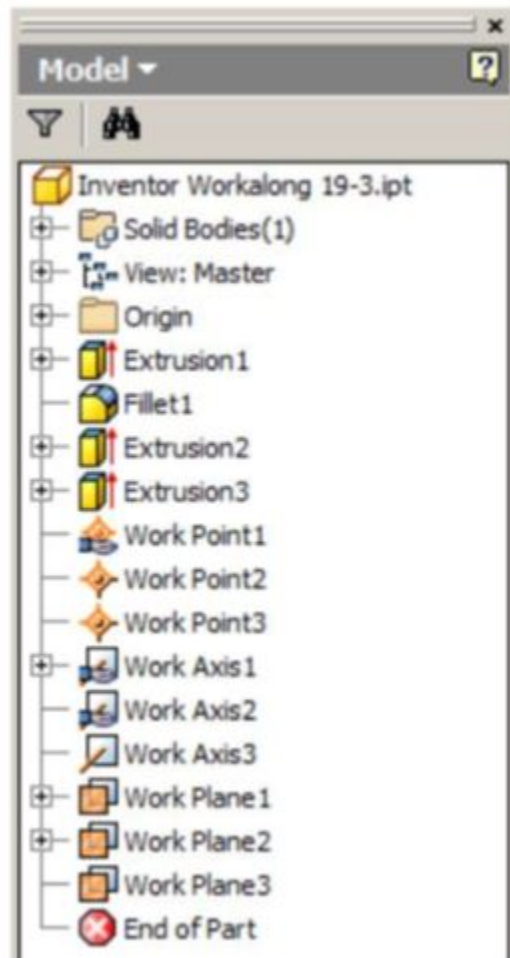 Model
Inventor Workalong 19-3.ipt
Solid Bodies(1)
View: Master
Origin
Extrusion1
Fillet1
Extrusion2
Extrusion3
Work Point1
Work Point2
Work Point3
Work Axis1
Work Axis2
Work Axis3
Work Plane1
Work Plane2
Work Plane3
End of Part